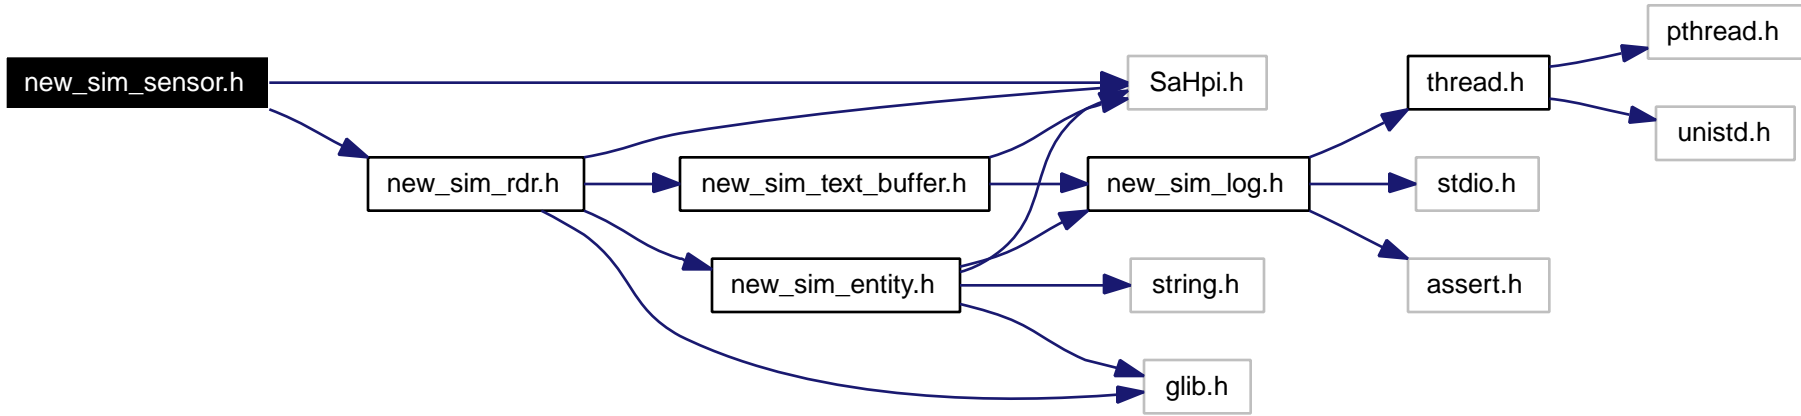 new_sim_sensor.h
new_sim_rdr.h
new_sim_text_buffer.h
new_sim_entity.h
SaHpi.h
new_sim_log.h
string.h
glib.h
thread.h
stdio.h
assert.h
pthread.h
unistd.h